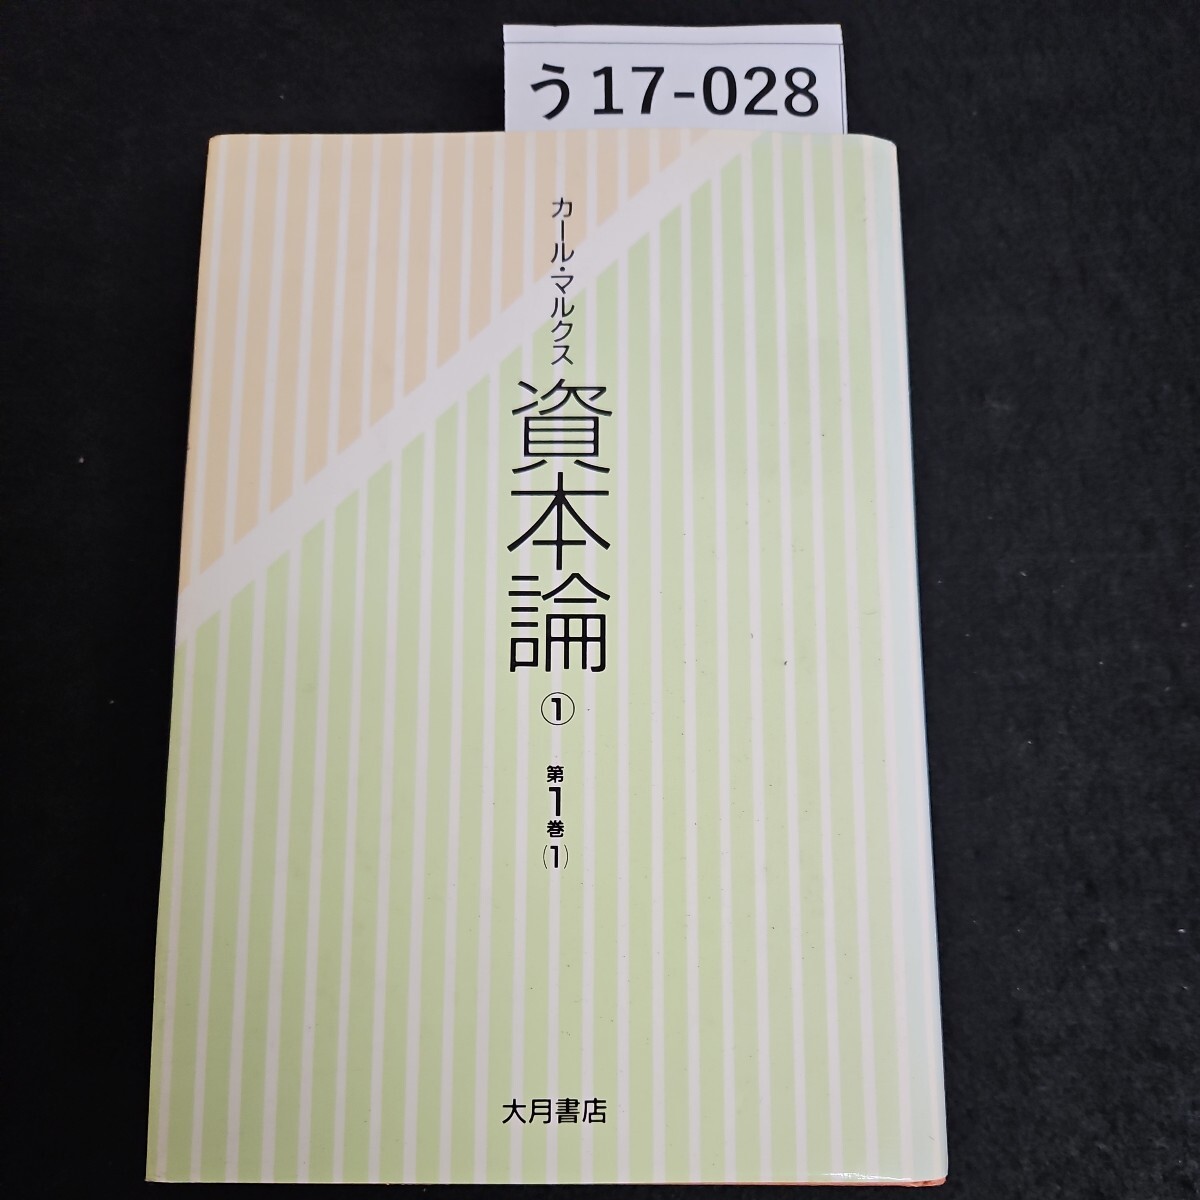 う17-028
カール・マルクス
資本論
①
第1巻(1)
大月書店